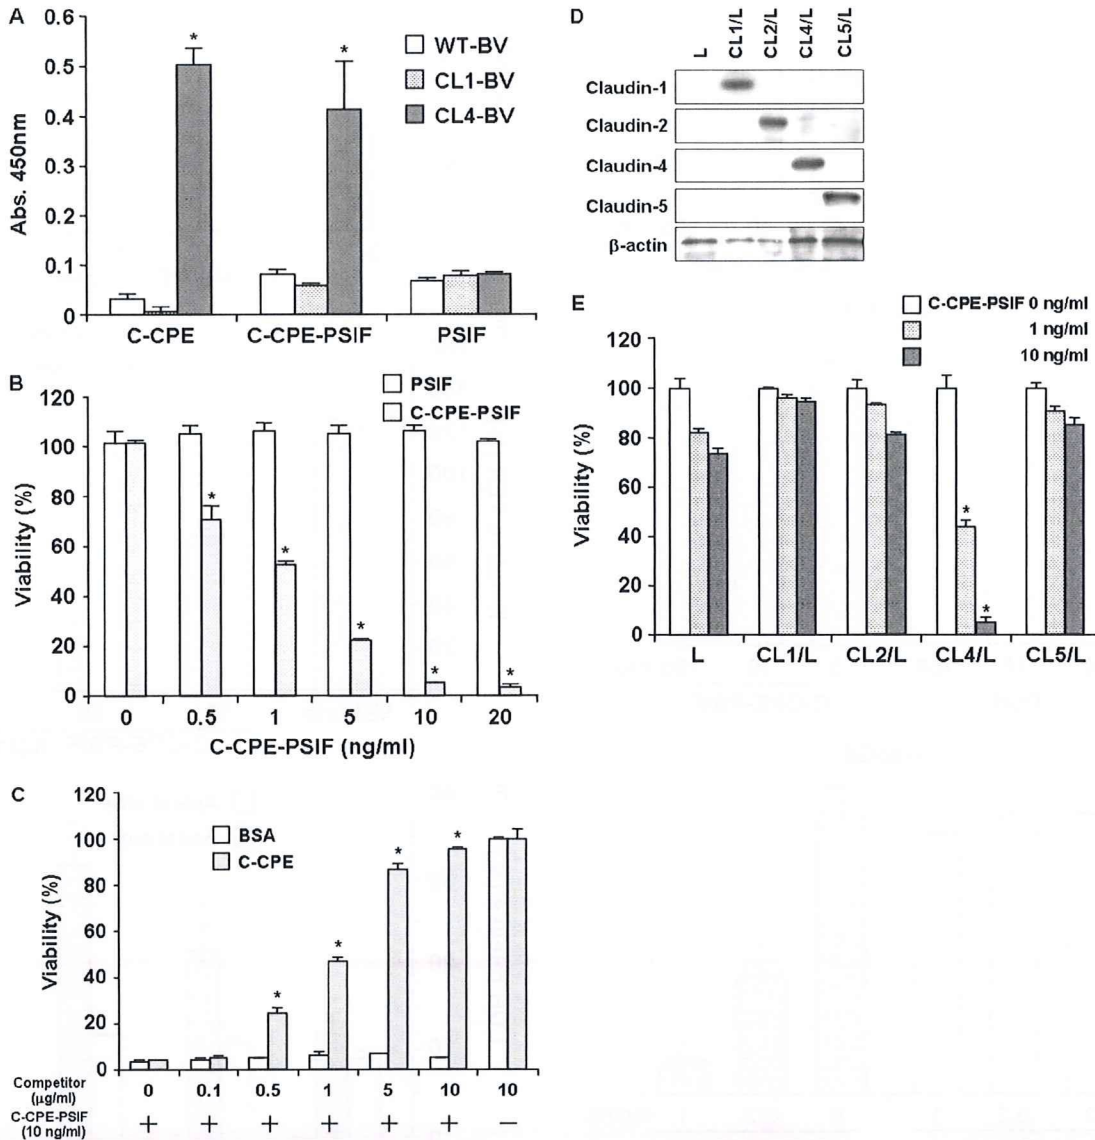 A
0.6
0.5
0.4
0.3
0.2
0.1
0
Abs. 450nm
WT-BV
CL1-BV
CL4-BV
*
*
C-CPE C-CPE-PSIF PSIF
B
120
100
80
60
40
20
0
Viability (%)
PSIF
C-CPE-PSIF
*
*
*
*
*
0 0.5 1 5 10 20
C-CPE-PSIF (ng/ml)
C
120
100
80
60
40
20
0
Viability (%)
BSA
C-CPE
*
*
*
*
Competitor (μg/ml) 0 0.1 0.5 1 5 10 10
C-CPE-PSIF (10 ng/ml) + + + + + + −
D
L CL1/L CL2/L CL4/L CL5/L
Claudin-1
Claudin-2
Claudin-4
Claudin-5
β-actin
E
C-CPE-PSIF 0 ng/ml
1 ng/ml
10 ng/ml
120
100
80
60
40
20
0
Viability (%)
*
*
L CL1/L CL2/L CL4/L CL5/L